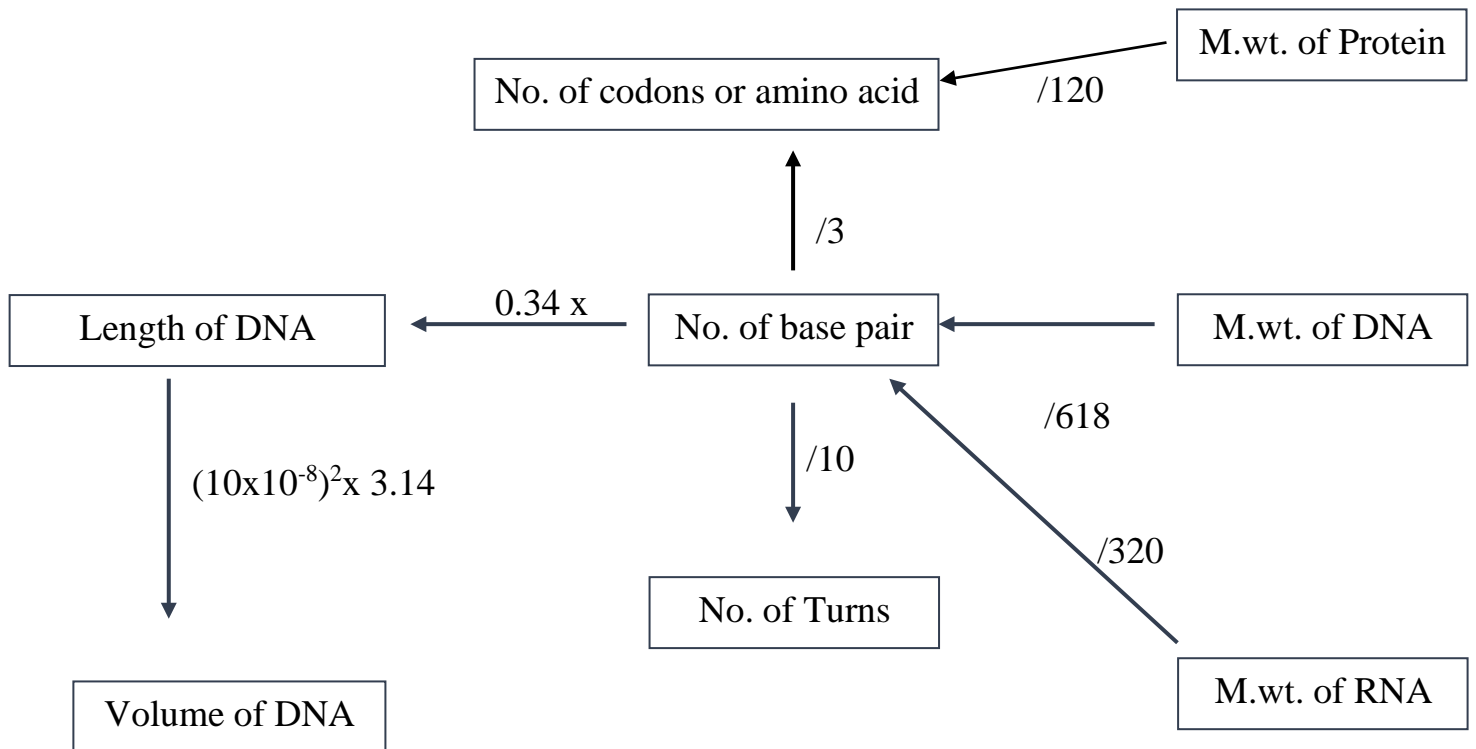 M.wt. of Protein
No. of codons or amino acid
/120
/3
0.34 x
Length of DNA
No. of base pair
M.wt. of DNA
/618
/10
(10x10⁻⁸)²x 3.14
/320
No. of Turns
M.wt. of RNA
Volume of DNA